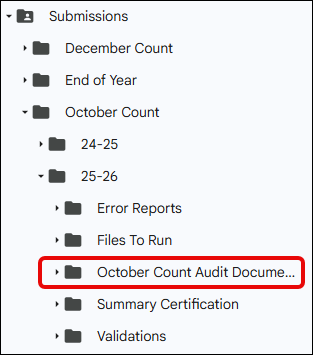 Submissions
December Count
End of Year
October Count
24-25
25-26
Error Reports
Files To Run
October Count Audit Docume...
Summary Certification
Validations